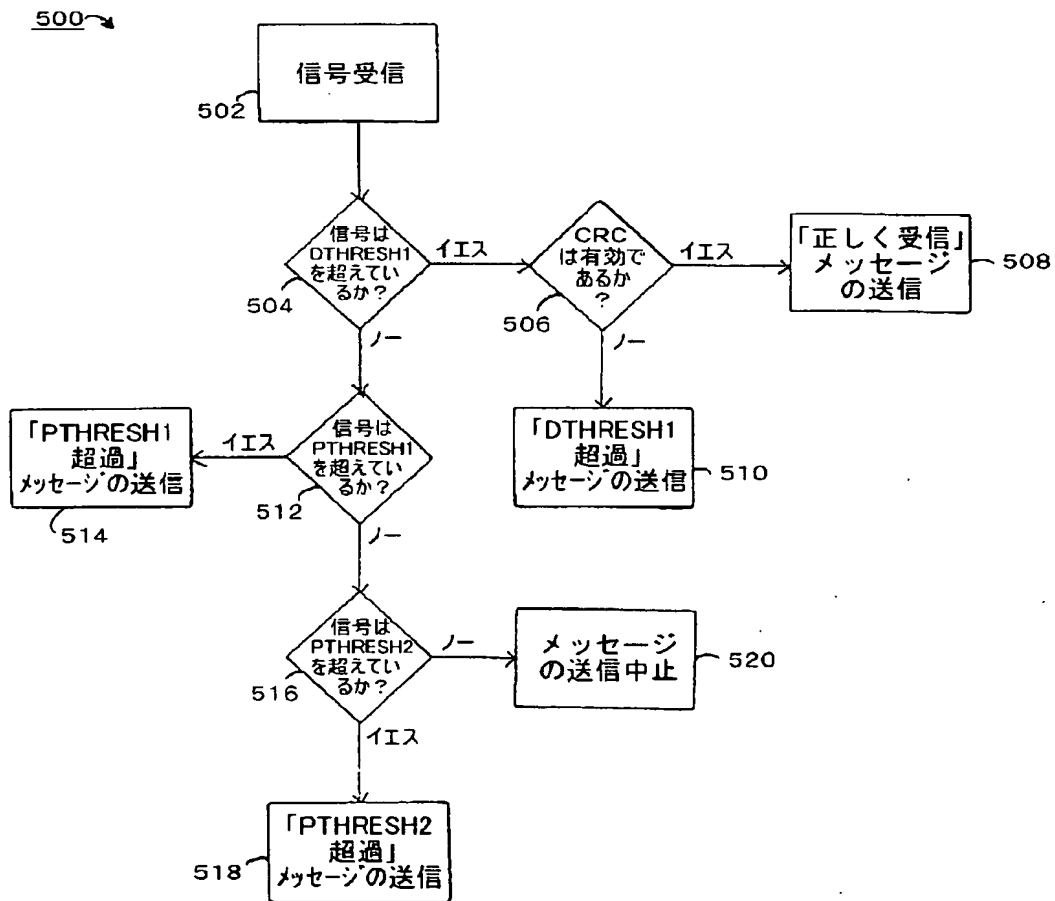 500
信号受信
502
信号は
DTHRESH1
を超えてい
るか？
504
イエス
CRC
は有効で
あるか
？
506
イエス
「正しく受信」
メッセージ
の送信
508
ノー
ノー
「DTHRESH1
超過」
メッセージの送信
510
信号は
PTHRESH1
を超えてい
るか？
512
イエス
「PTHRESH1
超過」
メッセージの送信
514
ノー
信号は
PTHRESH2
を超えてい
るか？
516
ノー
メッセージ
の送信中止
520
イエス
「PTHRESH2
超過」
メッセージの送信
518